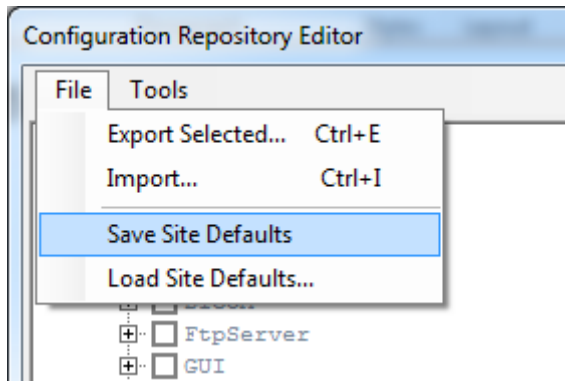 Configuration Repository Editor
File Tools
Export Selected... Ctrl+E
Import... Ctrl+I
Save Site Defaults
Load Site Defaults...
FtpServer
GUI